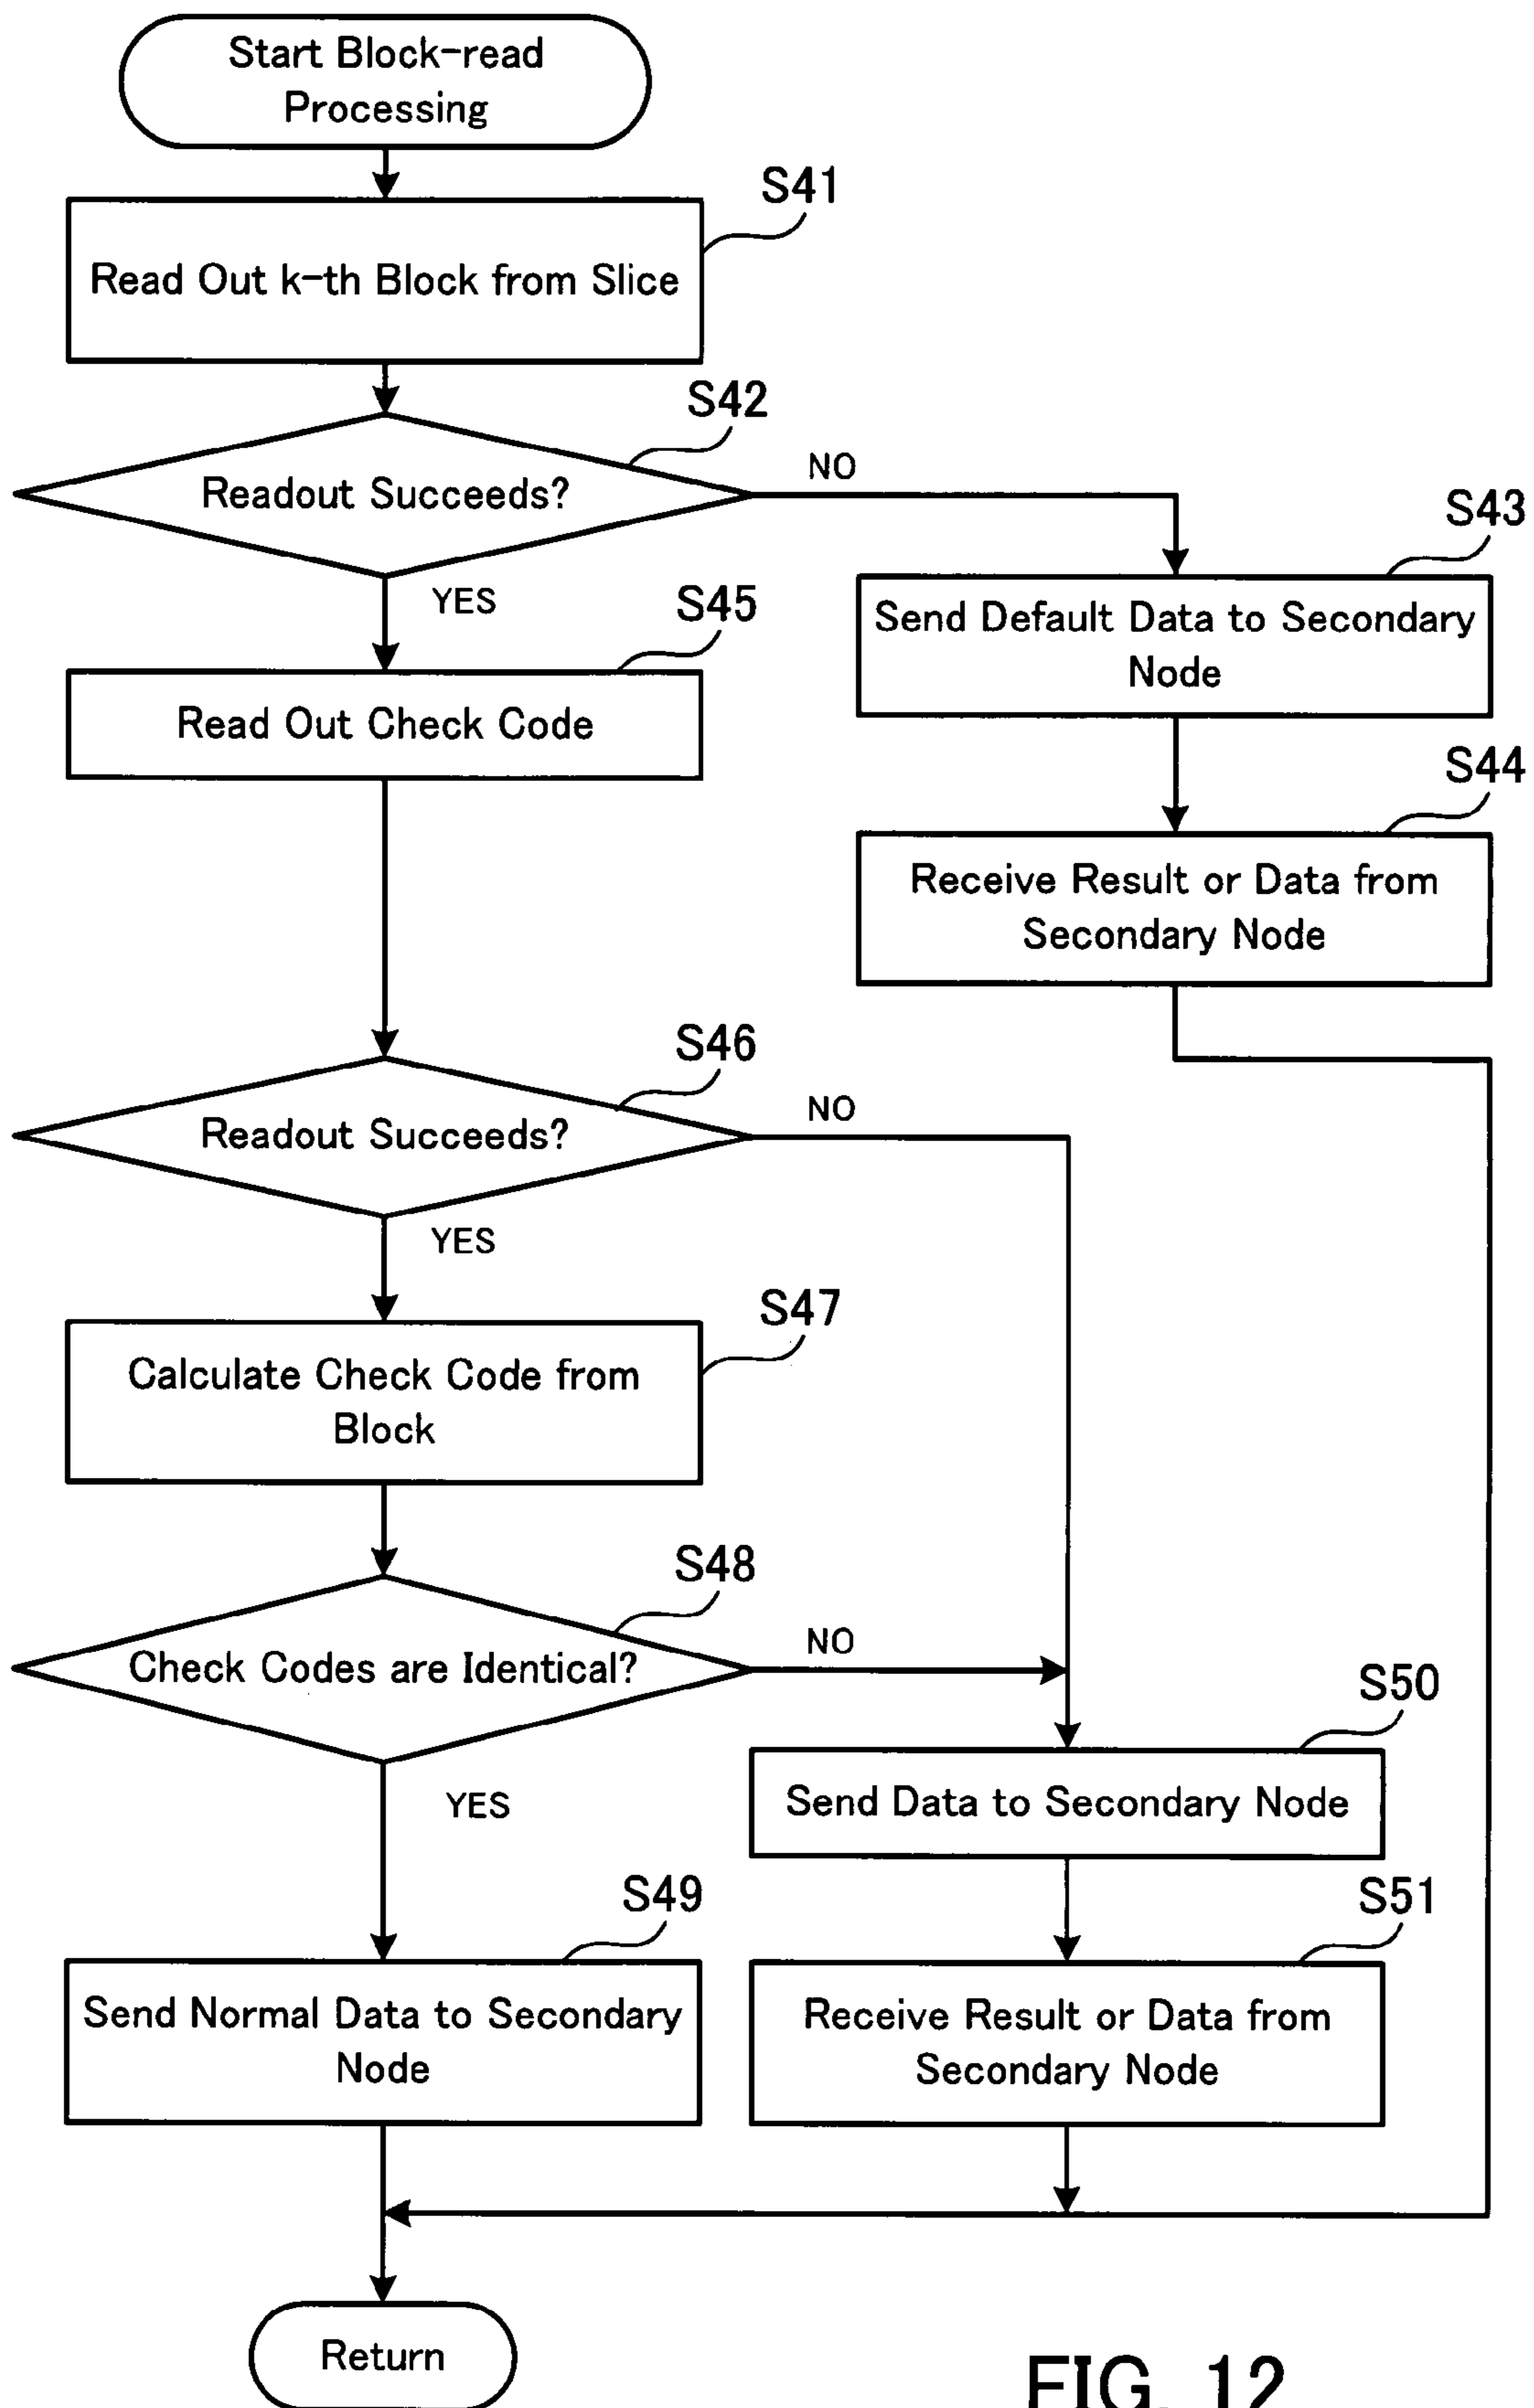 Start Block-read
Processing
S41
Read Out k-th Block from Slice
S42
Readout Succeeds?
NO
YES
S43
Send Default Data to Secondary
Node
S45
Read Out Check Code
S44
Receive Result or Data from
Secondary Node
S46
Readout Succeeds?
NO
YES
S47
Calculate Check Code from
Block
S48
Check Codes are Identical?
NO
YES
S50
Send Data to Secondary Node
S49
Send Normal Data to Secondary
Node
S51
Receive Result or Data from
Secondary Node
Return
FIG. 12